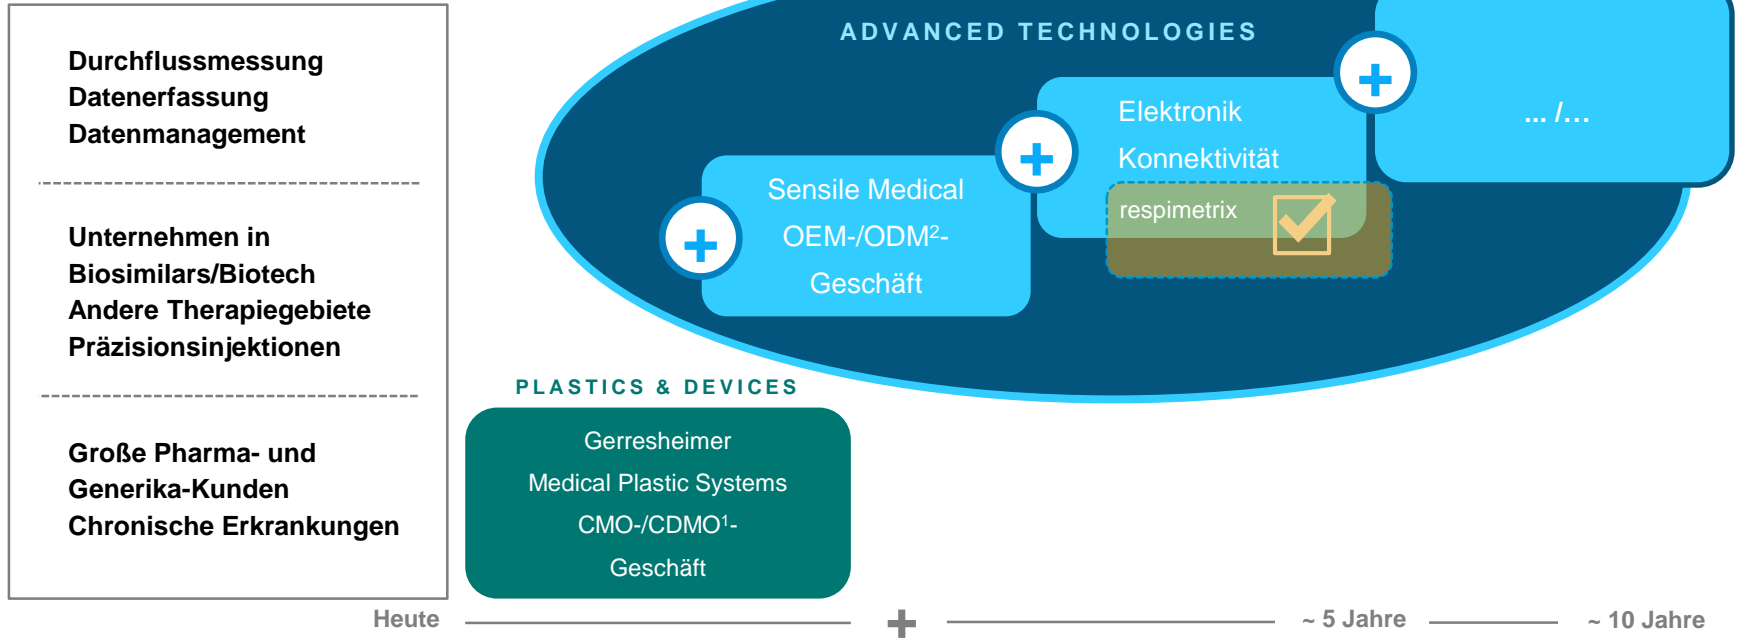 Durchflussmessung
Datenerfassung
Datenmanagement
Unternehmen in
Biosimilars/Biotech
Andere Therapiegebiete
Präzisionsinjektionen
Große Pharma- und
Generika-Kunden
Chronische Erkrankungen
ADVANCED TECHNOLOGIES
... /...
+
Elektronik
Konnektivität
respimetrix
+
Sensile Medical
OEM-/ODM²-
Geschäft
+
PLASTICS & DEVICES
Gerresheimer
Medical Plastic Systems
CMO-/CDMO¹-
Geschäft
Heute + ~ 5 Jahre ~ 10 Jahre